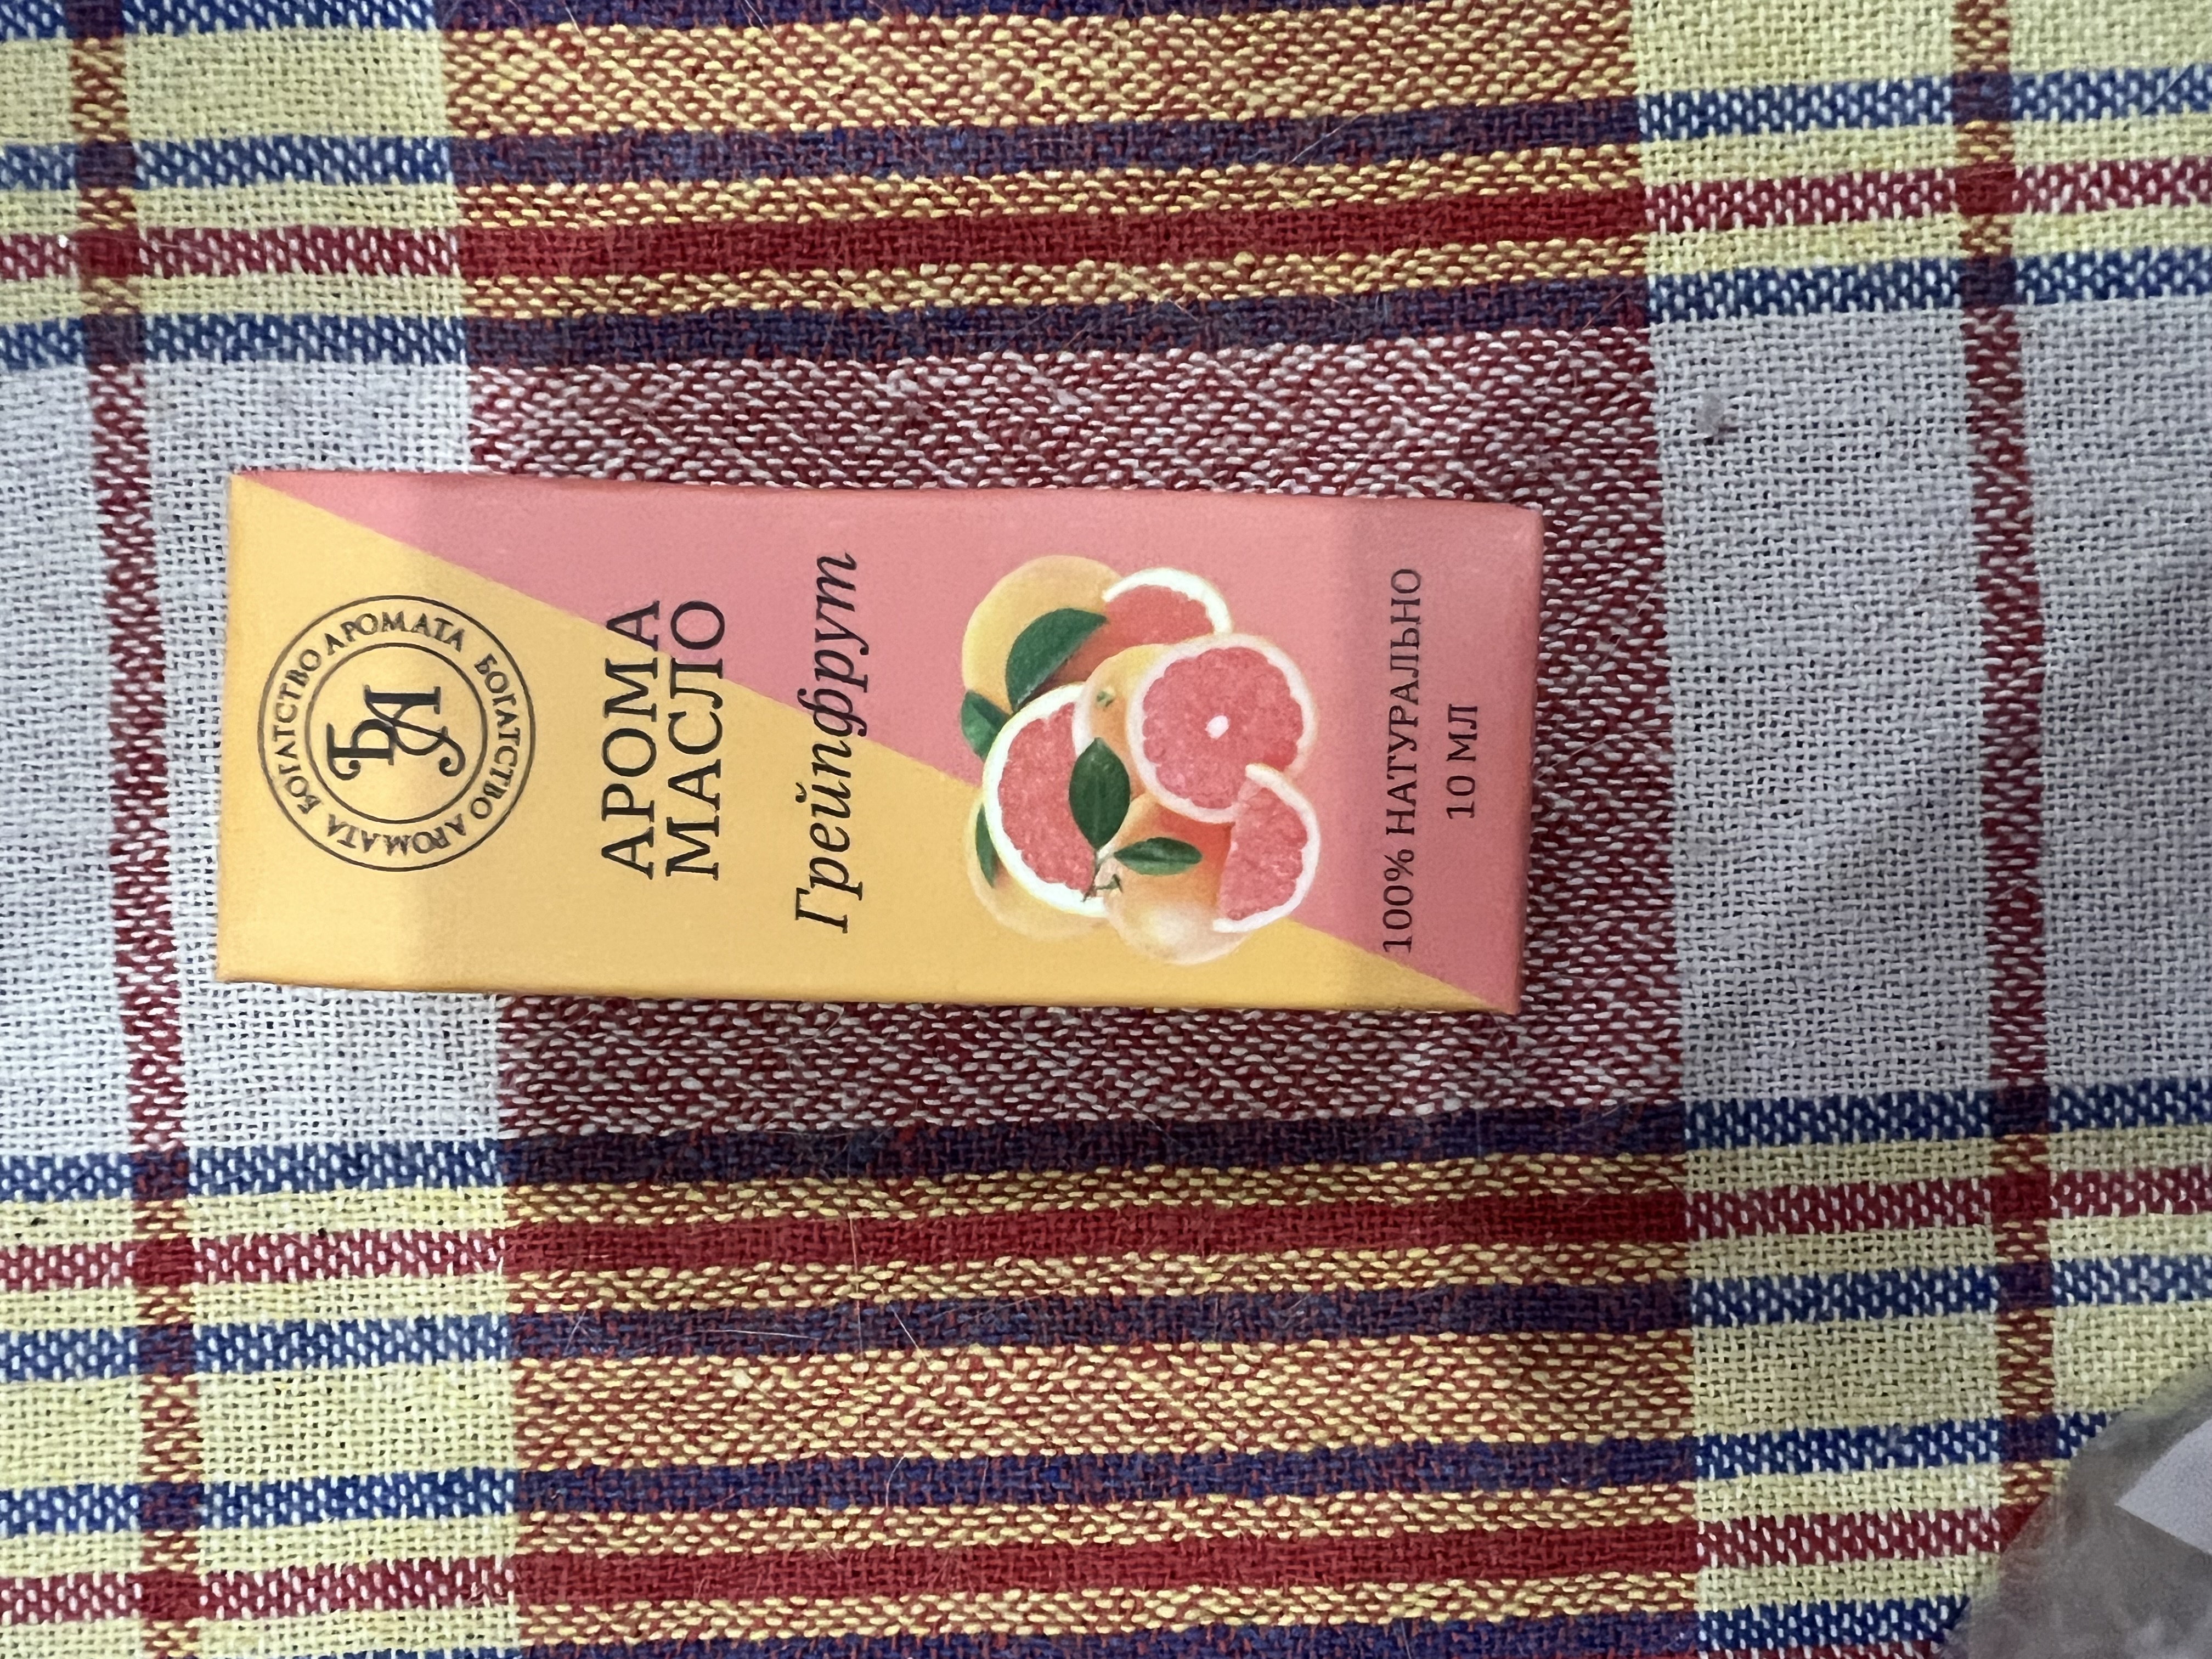 БОГАТСТВО АРОМАТА БОГАТСТВО АРОМАТА
БА
АРОМА
МАСЛО
Грейпфрут
100% НАТУРАЛЬНО
10 МЛ